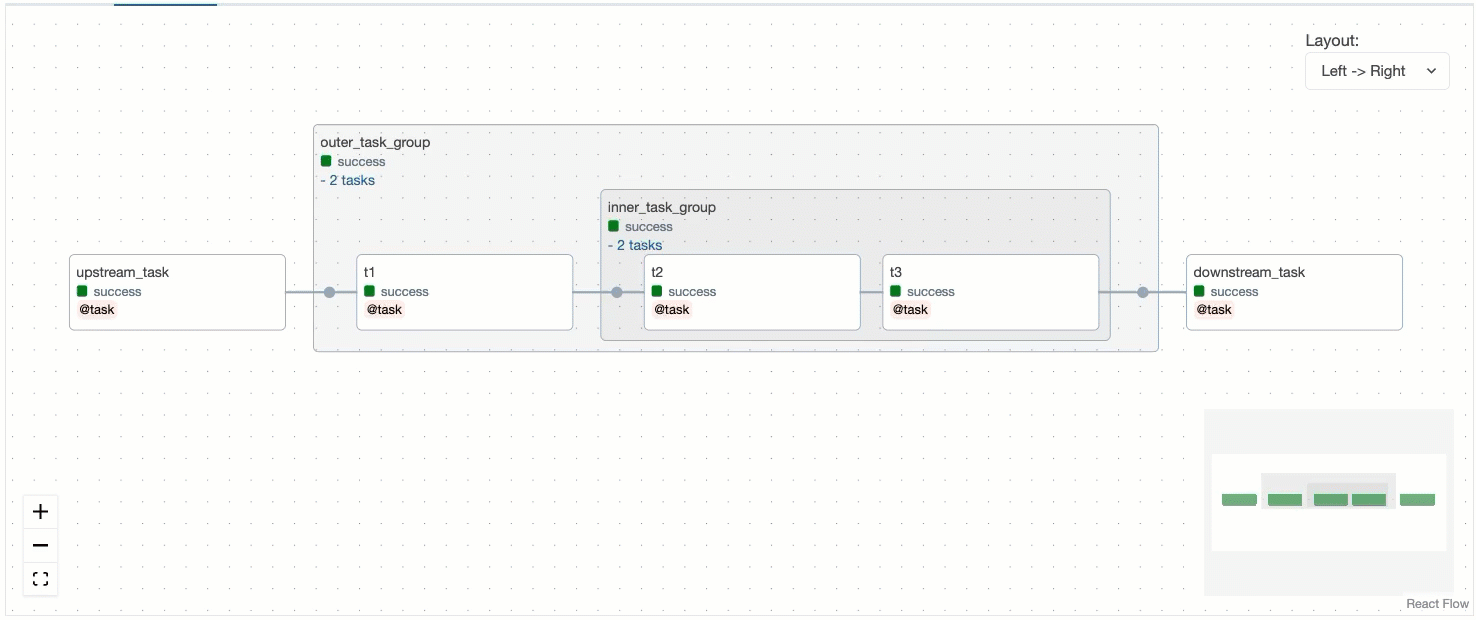 Layout:
Left -> Right
outer_task_group
success
- 2 tasks
inner_task_group
success
- 2 tasks
upstream_task
success
@task
t1
success
@task
t2
success
@task
t3
success
@task
downstream_task
success
@task
React Flow